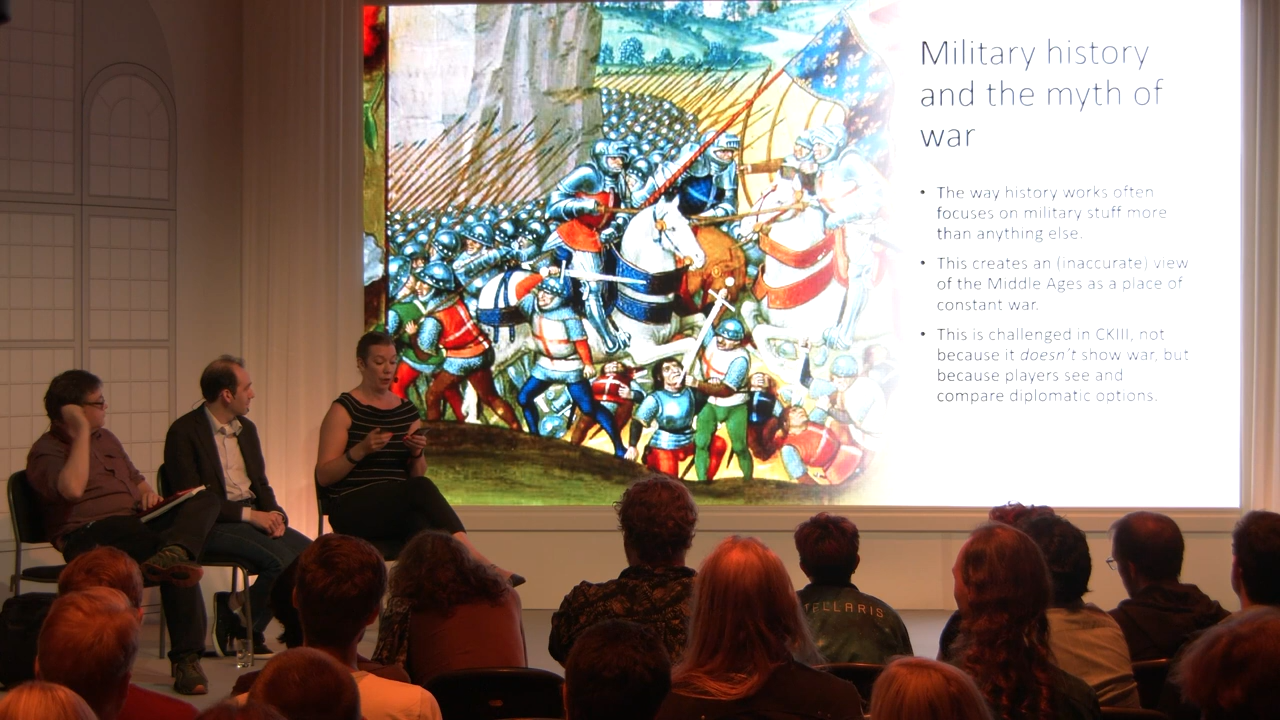 Military history
and the myth of
war
• The way history works often
focuses on military stuff more
than anything else.
• This creates an (inaccurate) view
of the Middle Ages as a place of
constant war.
• This is challenged in CKIII, not
because it doesn't show war, but
because players see and
compare diplomatic options.
TELLARIS